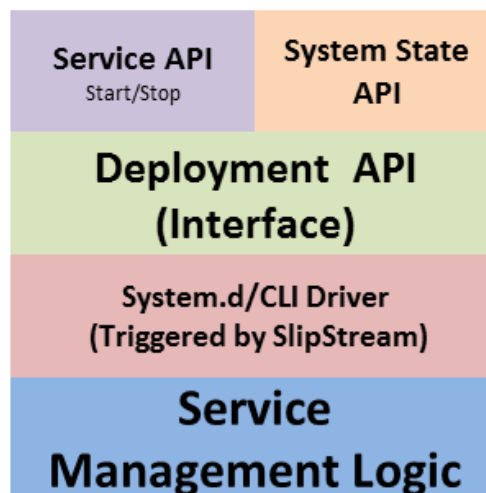 Service API
Start/Stop
System State
API
Deployment API
(Interface)
System.d/CLI Driver
(Triggered by SlipStream)
Service
Management Logic